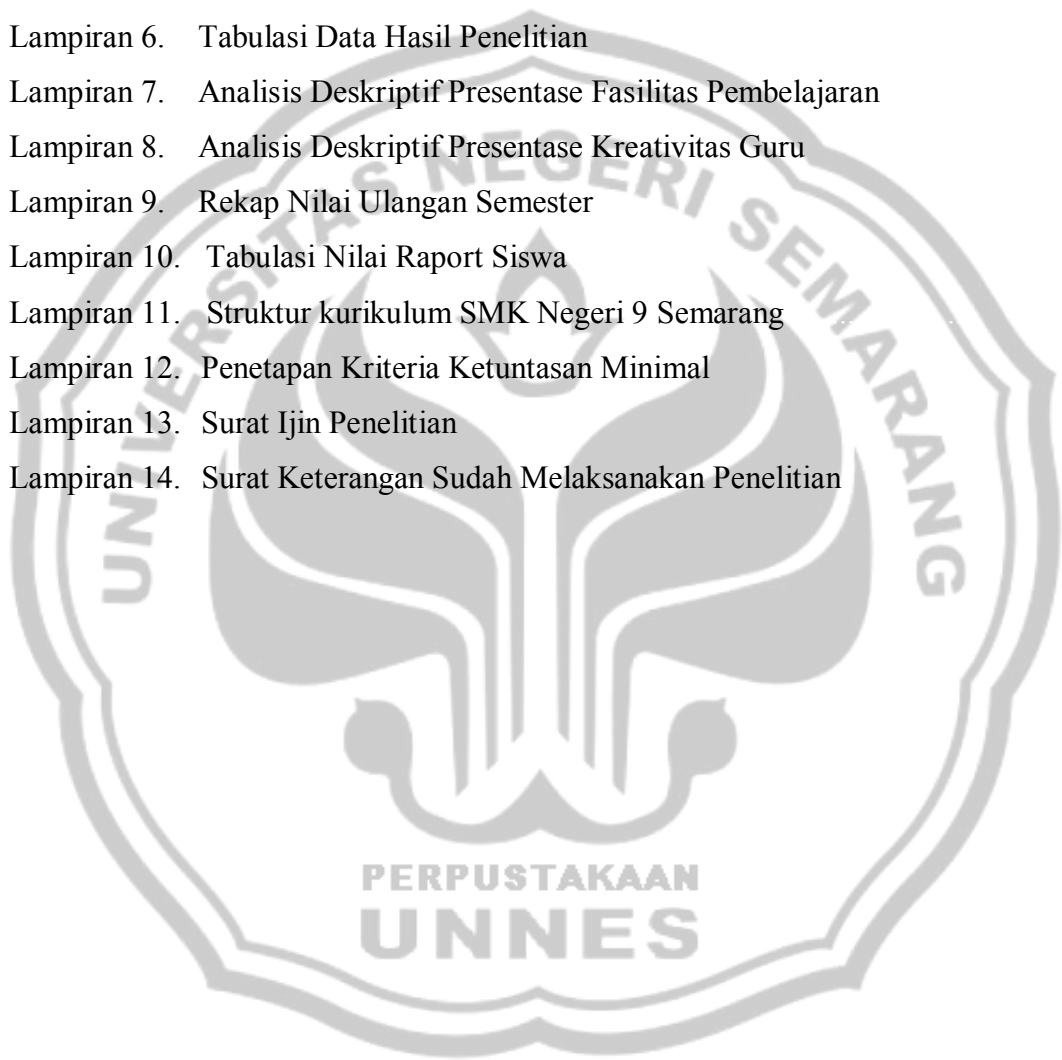 Lampiran 6. Tabulasi Data Hasil Penelitian
Lampiran 7. Analisis Deskriptif Presentase Fasilitas Pembelajaran
Lampiran 8. Analisis Deskriptif Presentase Kreativitas Guru
Lampiran 9. Rekap Nilai Ulangan Semester
Lampiran 10. Tabulasi Nilai Raport Siswa
Lampiran 11. Struktur kurikulum SMK Negeri 9 Semarang
Lampiran 12. Penetapan Kriteria Ketuntasan Minimal
Lampiran 13. Surat Ijin Penelitian
Lampiran 14. Surat Keterangan Sudah Melaksanakan Penelitian
UNIVERSITAS NEGERI SEMARANG
PERPUSTAKAAN
UNNES